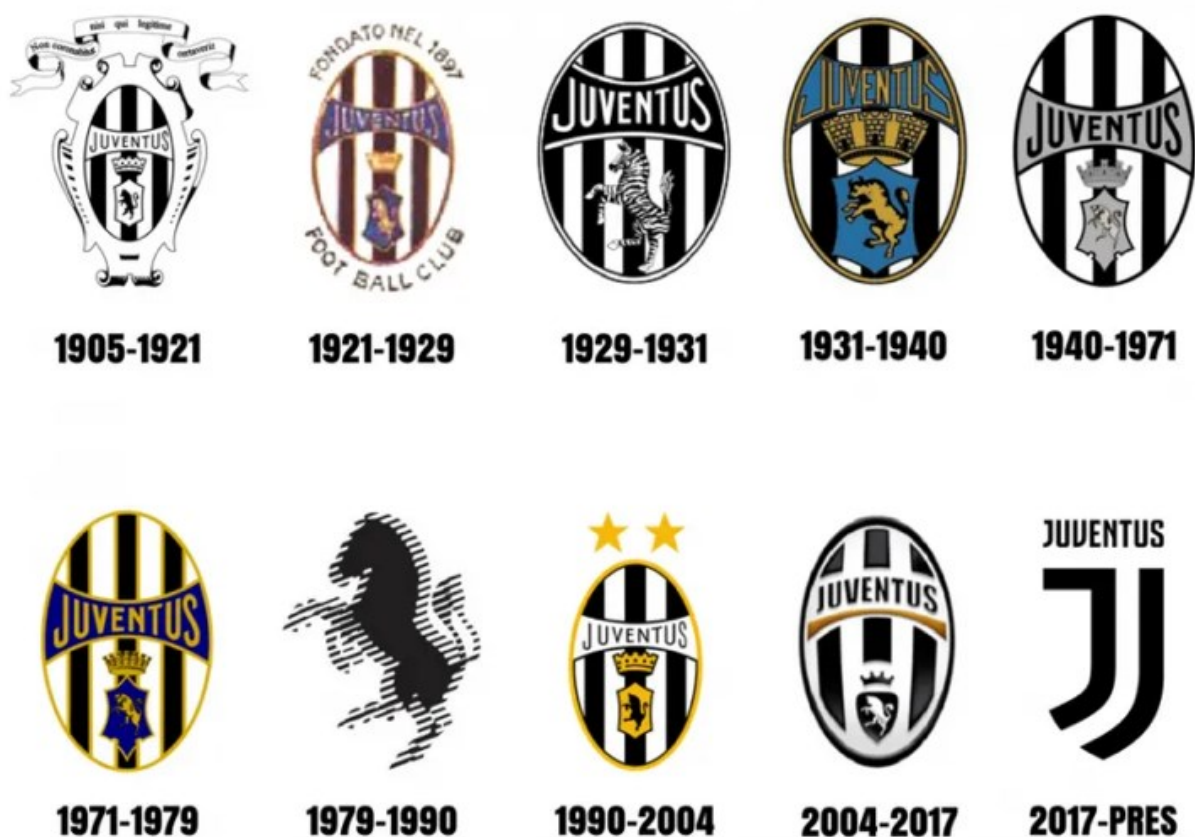 Non coronabitur nisi qui legitime certaverit
JUVENTUS
1905-1921
FONDATO NEL 1897
JUVENTUS
FOOT BALL CLUB
1921-1929
JUVENTUS
1929-1931
JUVENTUS
1931-1940
JUVENTUS
1940-1971
JUVENTUS
1971-1979
1979-1990
JUVENTUS
1990-2004
JUVENTUS
2004-2017
JUVENTUS
2017-PRES